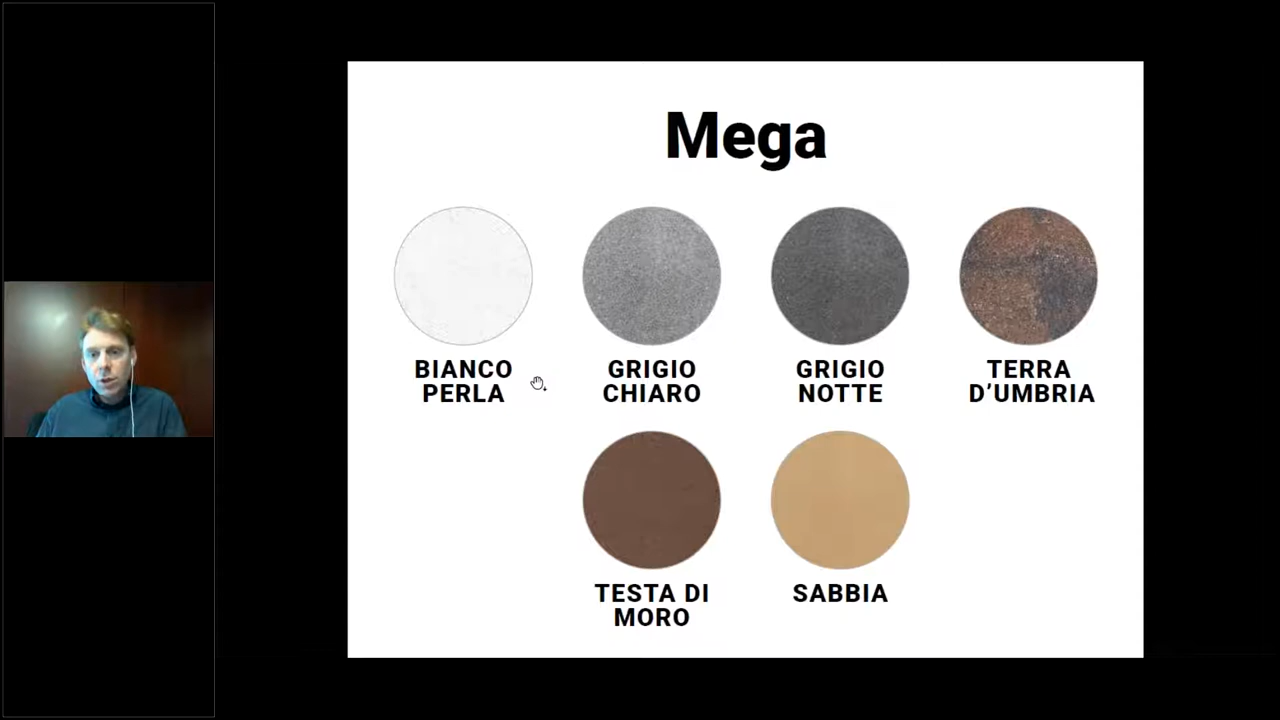 Mega
BIANCO
PERLA
GRIGIO
CHIARO
GRIGIO
NOTTE
TERRA
D’UMBRIA
TESTA DI
MORO
SABBIA